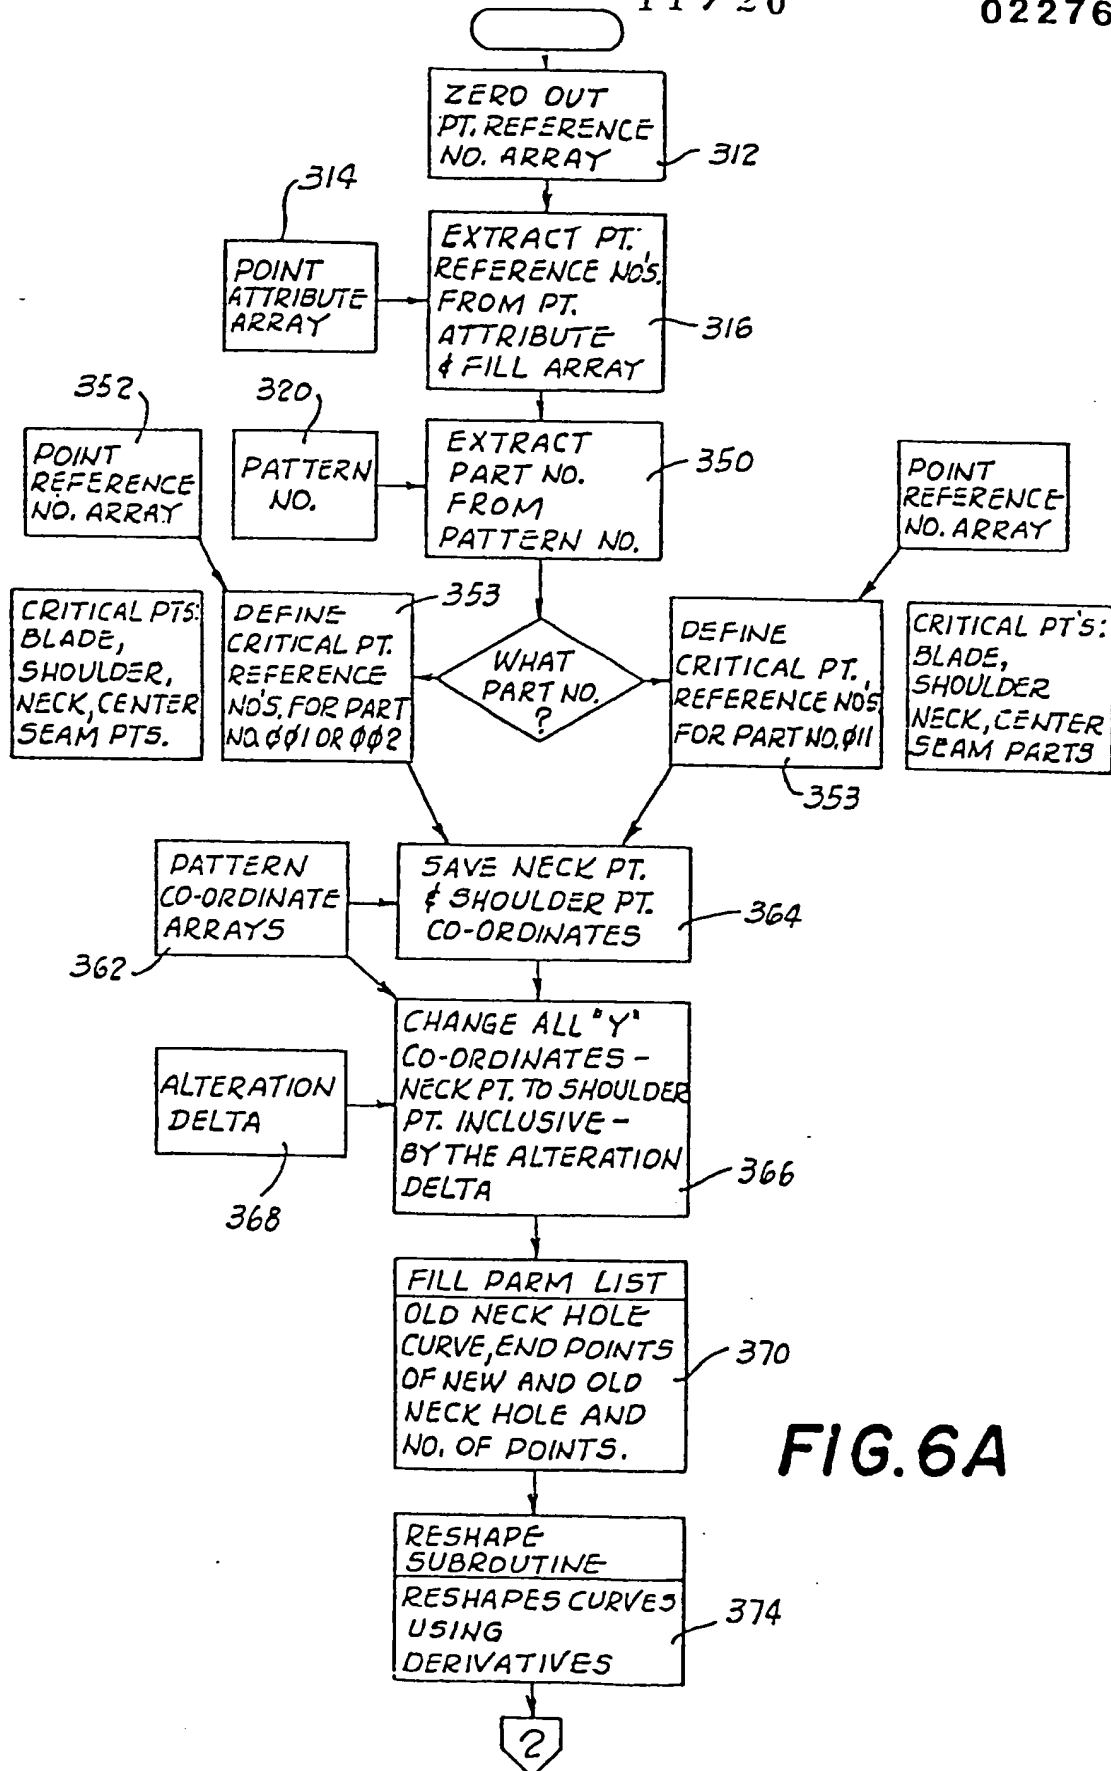 11/20
02276
ZERO OUT
PT. REFERENCE
NO. ARRAY
312
314
POINT
ATTRIBUTE
ARRAY
EXTRACT PT.
REFERENCE NO'S.
FROM PT.
ATTRIBUTE
& FILL ARRAY
316
352
POINT
REFERENCE
NO. ARRAY
320
PATTERN
NO.
EXTRACT
PART NO.
FROM
PATTERN NO.
350
POINT
REFERENCE
NO. ARRAY
CRITICAL PTS:
BLADE,
SHOULDER,
NECK, CENTER
SEAM PTS.
DEFINE
CRITICAL PT.
REFERENCE
NO'S. FOR PART
NO. ØØ1 OR ØØ2
353
WHAT
PART NO.
?
DEFINE
CRITICAL PT.
REFERENCE NO'S.
FOR PART NO. Ø11
353
CRITICAL PT'S:
BLADE,
SHOULDER
NECK, CENTER
SEAM PARTS
PATTERN
CO-ORDINATE
ARRAYS
362
SAVE NECK PT.
& SHOULDER PT.
CO-ORDINATES
364
ALTERATION
DELTA
368
CHANGE ALL "Y"
CO-ORDINATES -
NECK PT. TO SHOULDER
PT. INCLUSIVE -
BY THE ALTERATION
DELTA
366
FILL PARM LIST
OLD NECK HOLE
CURVE, END POINTS
OF NEW AND OLD
NECK HOLE AND
NO. OF POINTS.
370
FIG. 6A
RESHAPE
SUBROUTINE
RESHAPES CURVES
USING
DERIVATIVES
374
2